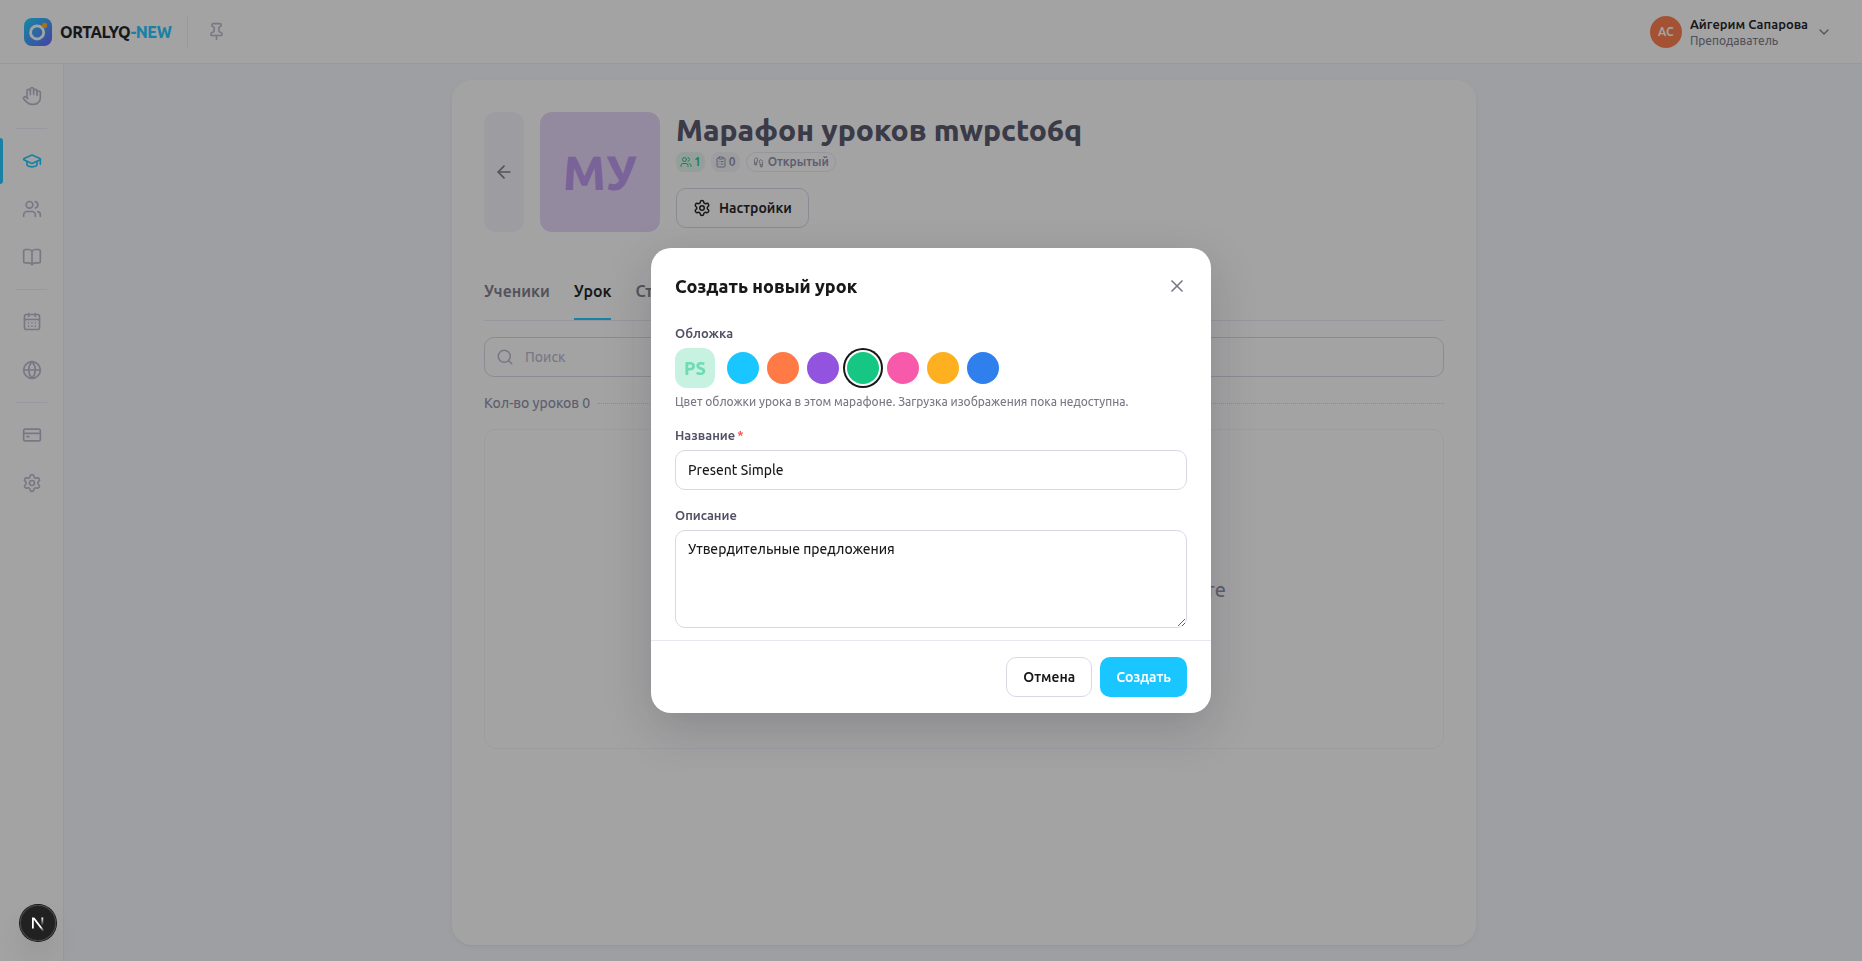 ORTALYQ-NEW
АС
Айгерим Сапарова
Преподаватель
МУ
Марафон уроков mwpcto6q
1
0
Открытый
Настройки
Ученики
Урок
Ст
Поиск
Кол-во уроков 0
Создать новый урок
Обложка
PS
Цвет обложки урока в этом марафоне. Загрузка изображения пока недоступна.
Название *
Present Simple
Описание
Утвердительные предложения
Отмена
Создать
N